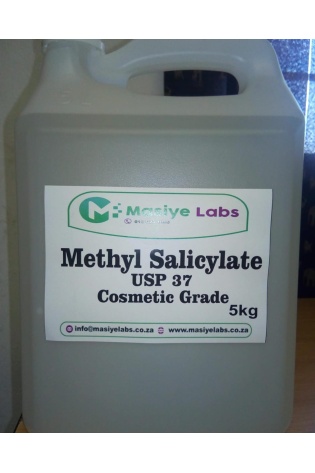 Masiye Labs
Methyl Salicylate
USP 37
Cosmetic Grade
5kg
info@masiyelabs.co.za www.masiyelabs.co.za